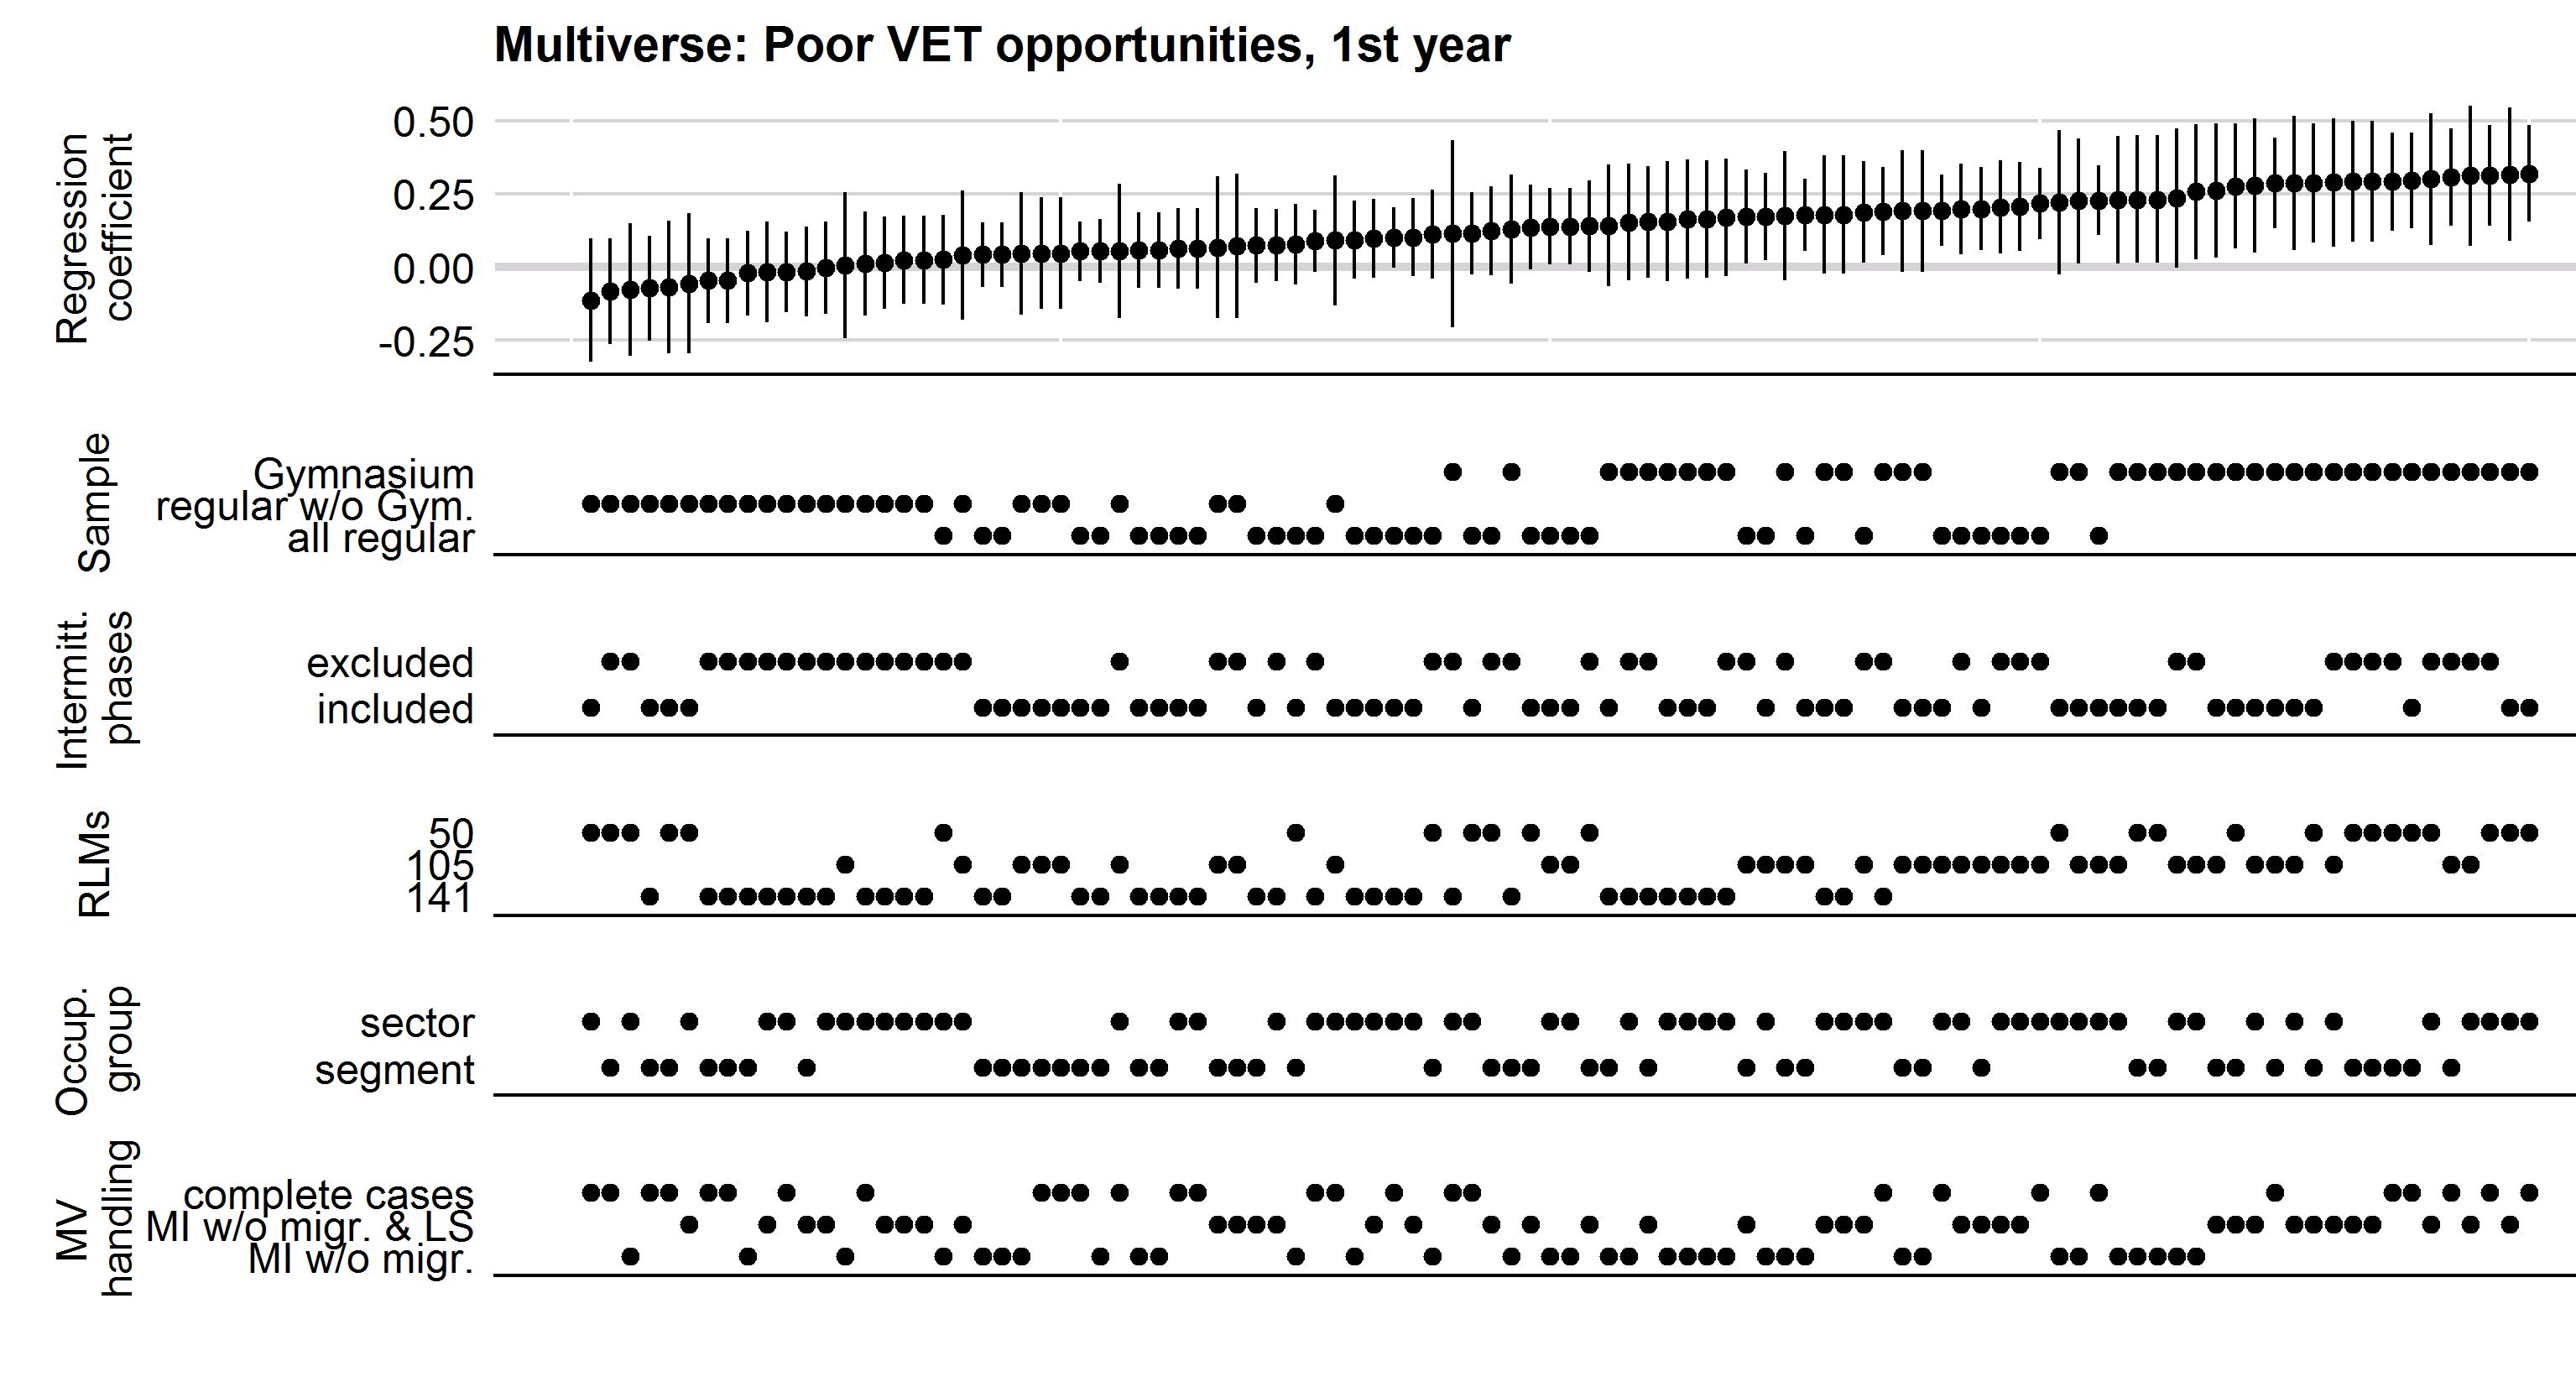 Multiverse: Poor VET opportunities, 1st year
Regression
coefficient
0.50
0.25
0.00
-0.25
Sample
Gymnasium
regular w/o Gym.
all regular
Intermitt.
phases
excluded
included
RLMs
50
105
141
Occup.
group
sector
segment
MV
handling
complete cases
MI w/o migr. & LS
MI w/o migr.